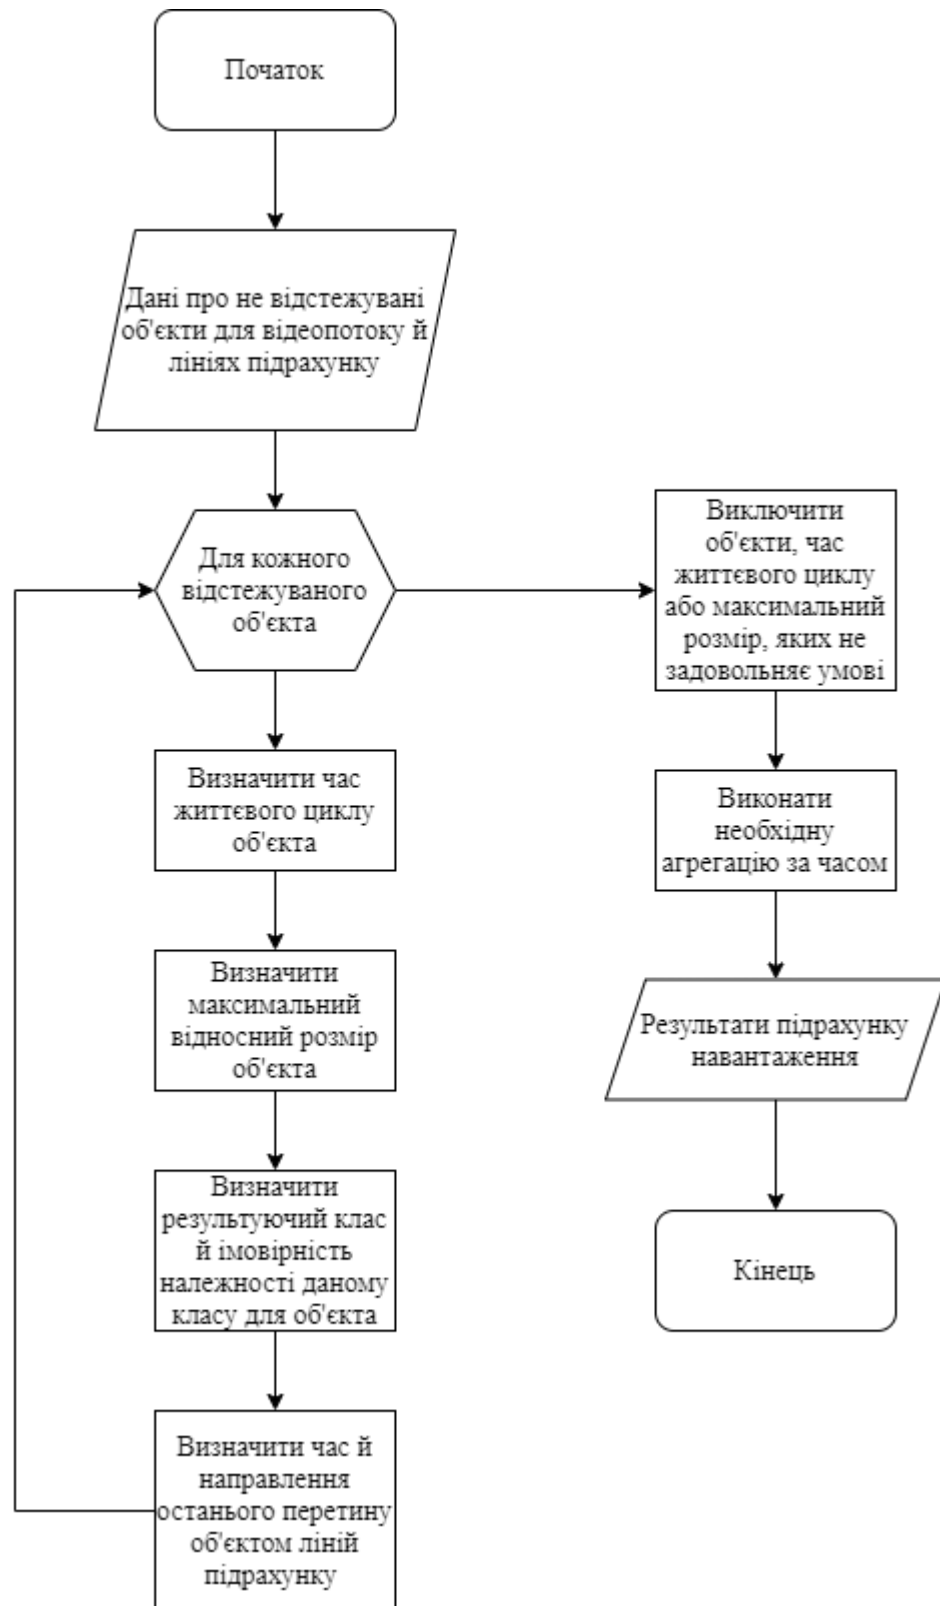 Початок
Дані про не відстежувані
об'єкти для відеопотоку й
лініях підрахунку
Для кожного
відстежуваного
об'єкта
Визначити час
життєвого циклу
об'єкта
Визначити
максимальний
відносний розмір
об'єкта
Визначити
результуючий клас
й імовірність
належності даному
класу для об'єкта
Визначити час й
направлення
останього перетину
об'єктом ліній
підрахунку
Виключити
об'єкти, час
життєвого циклу
або максимальний
розмір, яких не
задовольняє умові
Виконати
необхідну
агрегацію за часом
Результати підрахунку
навантаження
Кінець